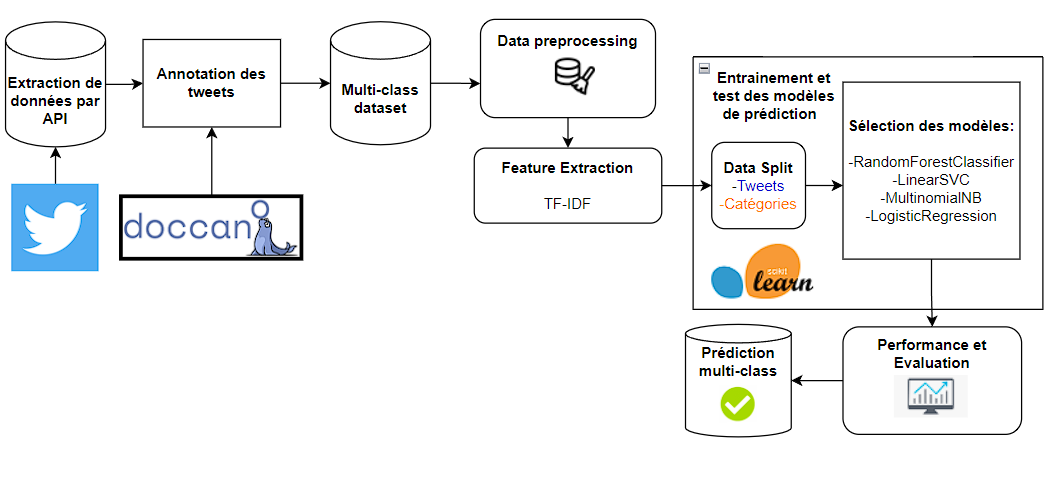 Extraction de
données par
API
Annotation des
tweets
doccano
Multi-class
dataset
Data preprocessing
Feature Extraction
TF-IDF
Entrainement et
test des modèles
de prédiction
Data Split
-Tweets
-Catégories
scikit
learn
Sélection des modèles:
-RandomForestClassifier
-LinearSVC
-MultinomialNB
-LogisticRegression
Performance et
Evaluation
Prédiction
multi-class